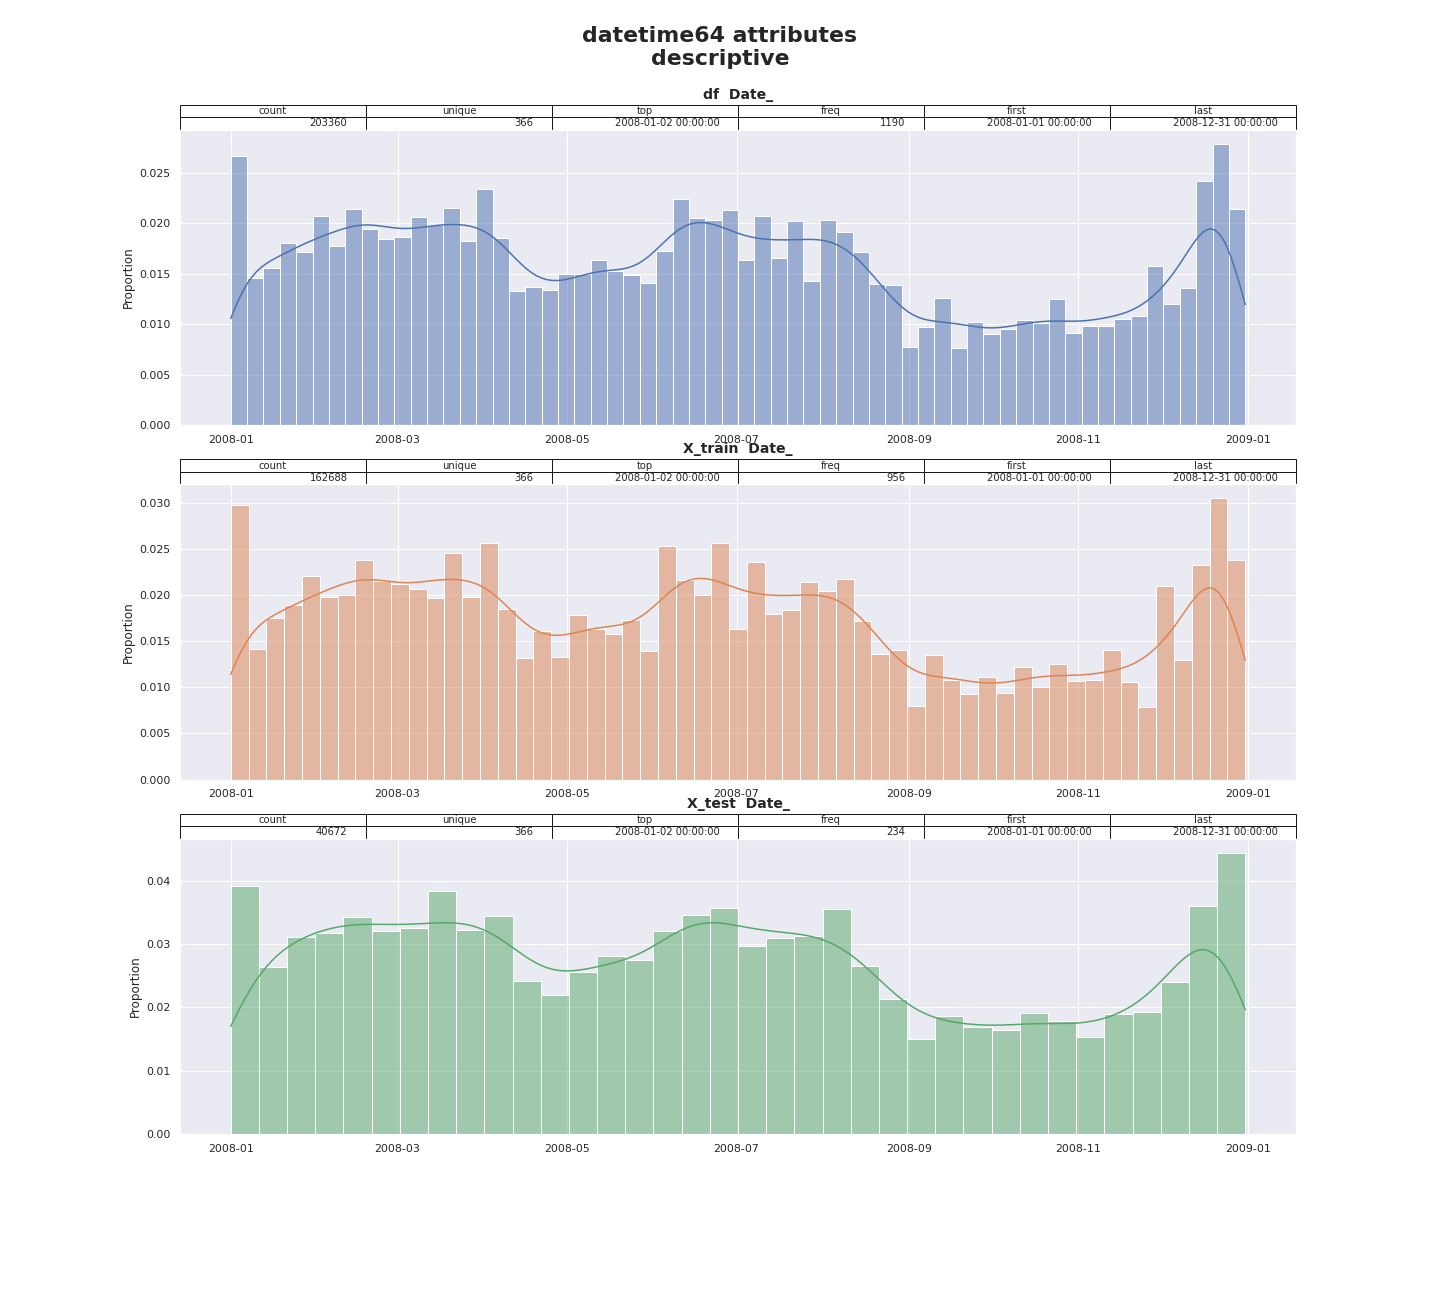 datetime64 attributes
descriptive
df  Date_
count unique top freq first last
203360 366 2008-01-02 00:00:00 1190 2008-01-01 00:00:00 2008-12-31 00:00:00
Proportion
0.025
0.020
0.015
0.010
0.005
0.000
2008-01 2008-03 2008-05 2008-07 2008-09 2008-11 2009-01
X_train  Date_
count unique top freq first last
162688 366 2008-01-02 00:00:00 956 2008-01-01 00:00:00 2008-12-31 00:00:00
Proportion
0.030
0.025
0.020
0.015
0.010
0.005
0.000
2008-01 2008-03 2008-05 2008-07 2008-09 2008-11 2009-01
X_test  Date_
count unique top freq first last
40672 366 2008-01-02 00:00:00 234 2008-01-01 00:00:00 2008-12-31 00:00:00
Proportion
0.04
0.03
0.02
0.01
0.00
2008-01 2008-03 2008-05 2008-07 2008-09 2008-11 2009-01